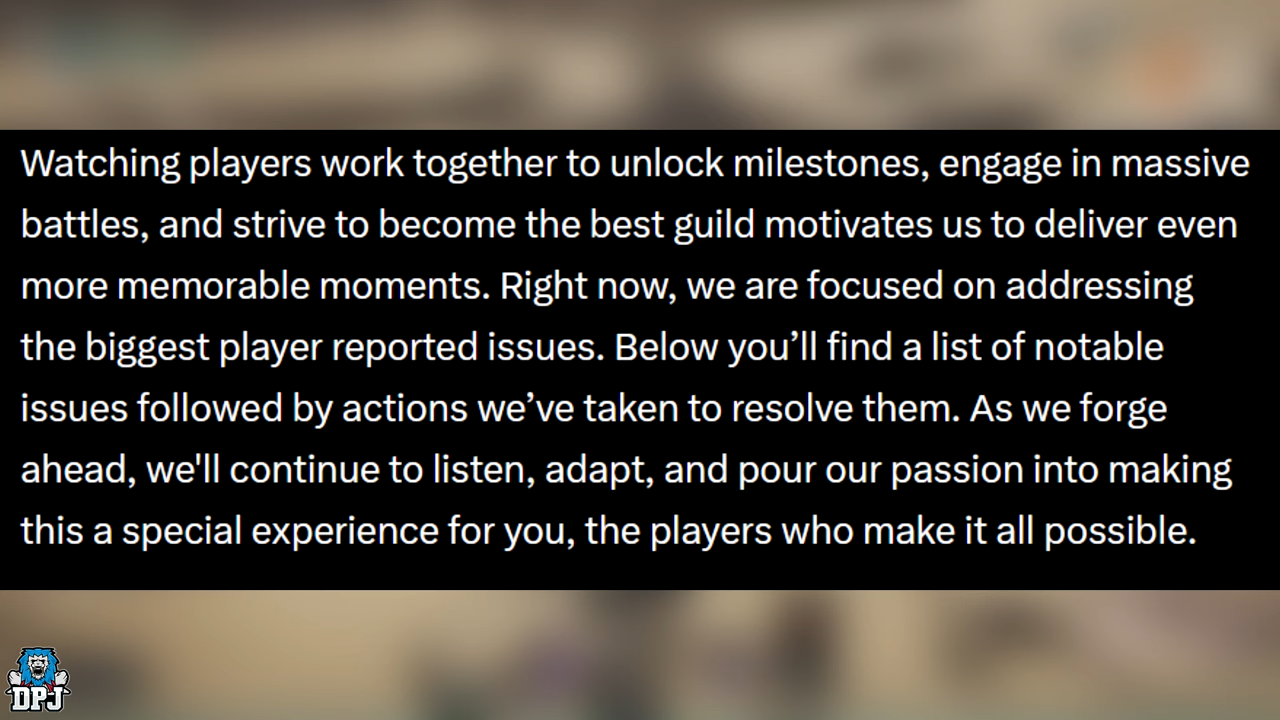 Watching players work together to unlock milestones, engage in massive
battles, and strive to become the best guild motivates us to deliver even
more memorable moments. Right now, we are focused on addressing
the biggest player reported issues. Below you’ll find a list of notable
issues followed by actions we’ve taken to resolve them. As we forge
ahead, we'll continue to listen, adapt, and pour our passion into making
this a special experience for you, the players who make it all possible.
DPJ